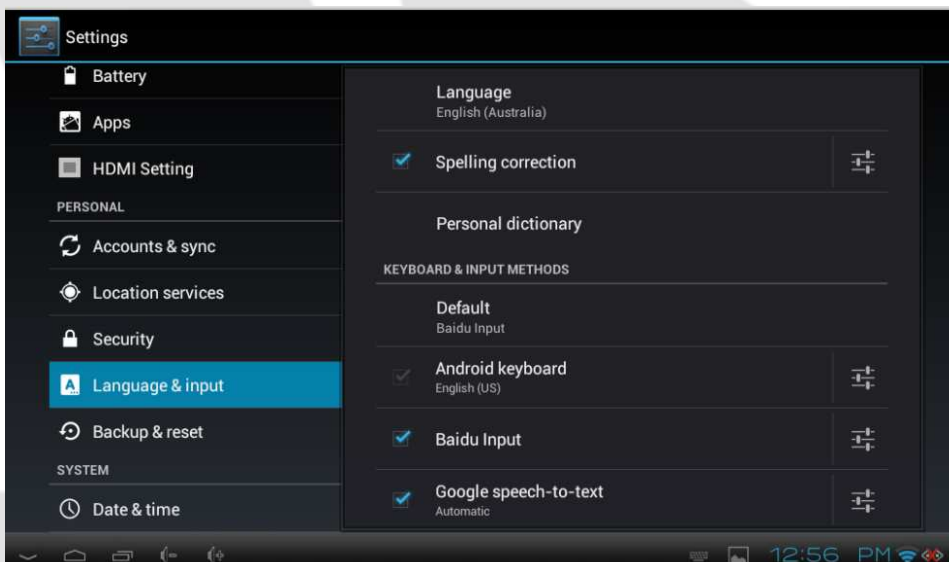 Settings
Battery
Apps
HDMI Setting
PERSONAL
Accounts & sync
Location services
Security
Language & input
Backup & reset
SYSTEM
Date & time
Language
English (Australia)
Spelling correction
Personal dictionary
KEYBOARD & INPUT METHODS
Default
Baidu Input
Android keyboard
English (US)
Baidu Input
Google speech-to-text
Automatic
12:56 PM